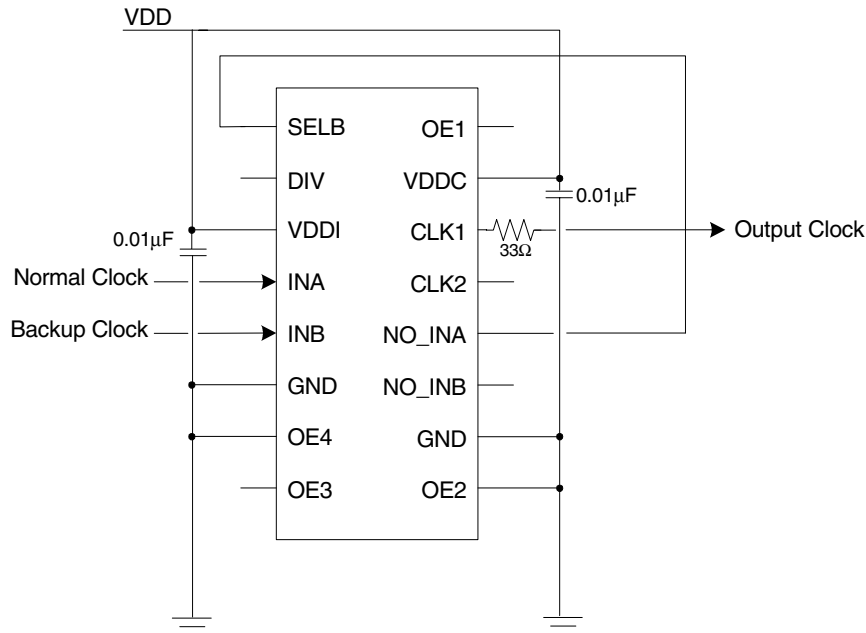 VDD
SELB
OE1
DIV
VDDC
0.01µF
VDDI
CLK1
33Ω
Output Clock
0.01µF
Normal Clock
INA
CLK2
Backup Clock
INB
NO_INA
GND
NO_INB
OE4
GND
OE3
OE2